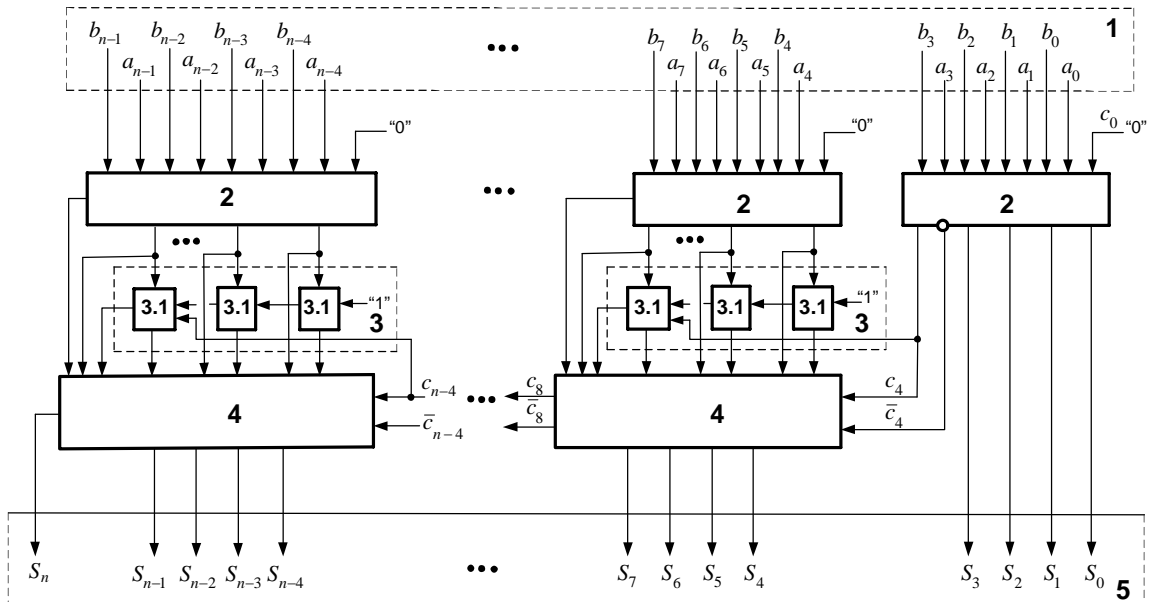 1
b_{n-1} b_{n-2} b_{n-3} b_{n-4} ••• b_7 b_6 b_5 b_4 b_3 b_2 b_1 b_0
a_{n-1} a_{n-2} a_{n-3} a_{n-4} a_7 a_6 a_5 a_4 a_3 a_2 a_1 a_0
c_0
“0” “0” “0”
2 ••• 2 2
••• •••
3.1 3.1 3.1 “1” 3.1 3.1 3.1 “1”
3 3
c_{n-4} ••• c_8 c_4
4 4
c̅_{n-4} c̅_8 c̅_4
S_n S_{n-1} S_{n-2} S_{n-3} S_{n-4} ••• S_7 S_6 S_5 S_4 S_3 S_2 S_1 S_0
5